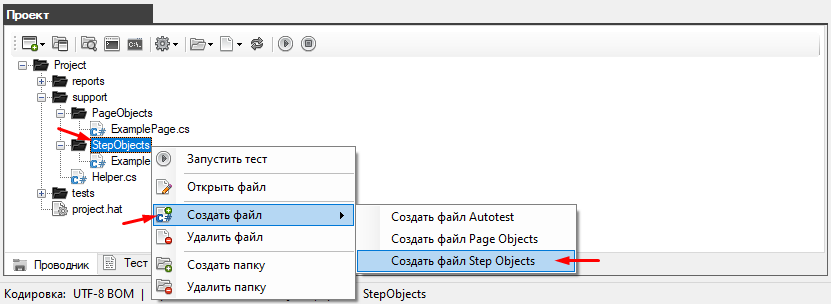 Проект
Project
reports
support
PageObjects
ExamplePage.cs
StepObjects
Example
Helper.cs
tests
project.hat
Запустить тест
Открыть файл
Создать файл
Удалить файл
Создать папку
Удалить папку
Создать файл Autotest
Создать файл Page Objects
Создать файл Step Objects
Проводник
Тест
Кодировка: UTF-8 BOM | StepObjects